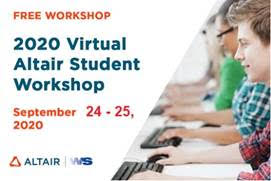 FREE WORKSHOP
2020 Virtual
Altair Student
Workshop
September 24 - 25,
2020
ALTAIR | WS